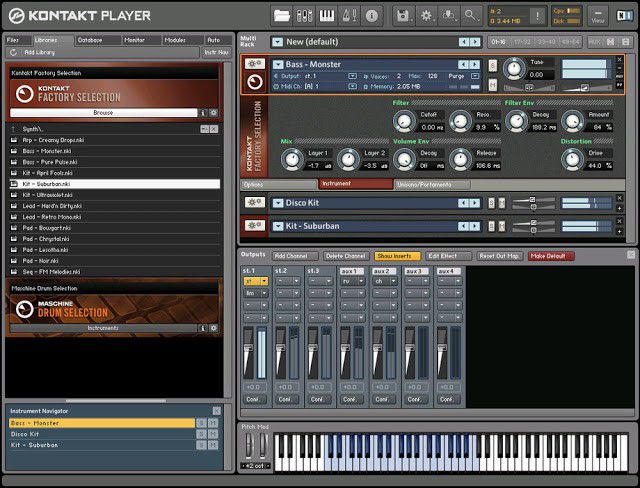 KONTAKT PLAYER
2
3.44 MB
Cpu
Disk
View
Files
Libraries
Database
Monitor
Modules
Auto
Add Library
Instr Nav
Kontakt Factory Selection
KONTAKT
FACTORY SELECTION
Browse
Synth\..
Arp - Creamy Drops.nki
Bass - Monster.nki
Bass - Pure Pulse.nki
Kit - April Fools.nki
Kit - Suburban.nki
Kit - Ultraviolet.nki
Lead - Hard'n Dirty.nki
Lead - Retro Mono.nki
Pad - Bowgart.nki
Pad - Chrystal.nki
Pad - Lesotho.nki
Pad - Noir.nki
Seq - FM Melodies.nki
Maschine Drum Selection
MASCHINE
DRUM SELECTION
Instruments
Instrument Navigator
Bass - Monster S M
Disco Kit S M
Kit - Suburban S M
Multi
Rack
New (default)
01-16 17-32 33-48 49-64 AUX
Bass - Monster
Output: st.1 Voices: 2 Max: 128 Purge
Midi Ch: [A] 1 Memory: 2.05 MB
S
M
Tune
0.00
KONTAKT
FACTORY SELECTION
Filter
Cutoff
0.00 Hz
Reso.
9.9 %
Filter Env
Decay
189.2 ms
Amount
84 %
Mix
Layer 1
-1.7 dB
Layer 2
-3.5 dB
Volume Env
Decay
Off ms
Release
106.6 ms
Distortion
Drive
44.0 %
Options
Instrument
Unisono/Portamento
Disco Kit
S
M
Kit - Suburban
S
M
Outputs
Add Channel
Delete Channel
Show Inserts
Edit Effect
Reset Out Map.
Make Default
st.1 st.2 st.3 aux 1 aux 2 aux 3 aux 4
st ru ch
lim
+0.0 +0.0 +0.0 +0.0 +0.0 +0.0 +0.0
Conf. Conf. Conf. Conf. Conf. Conf. Conf.
Pitch Mod
+2 oct